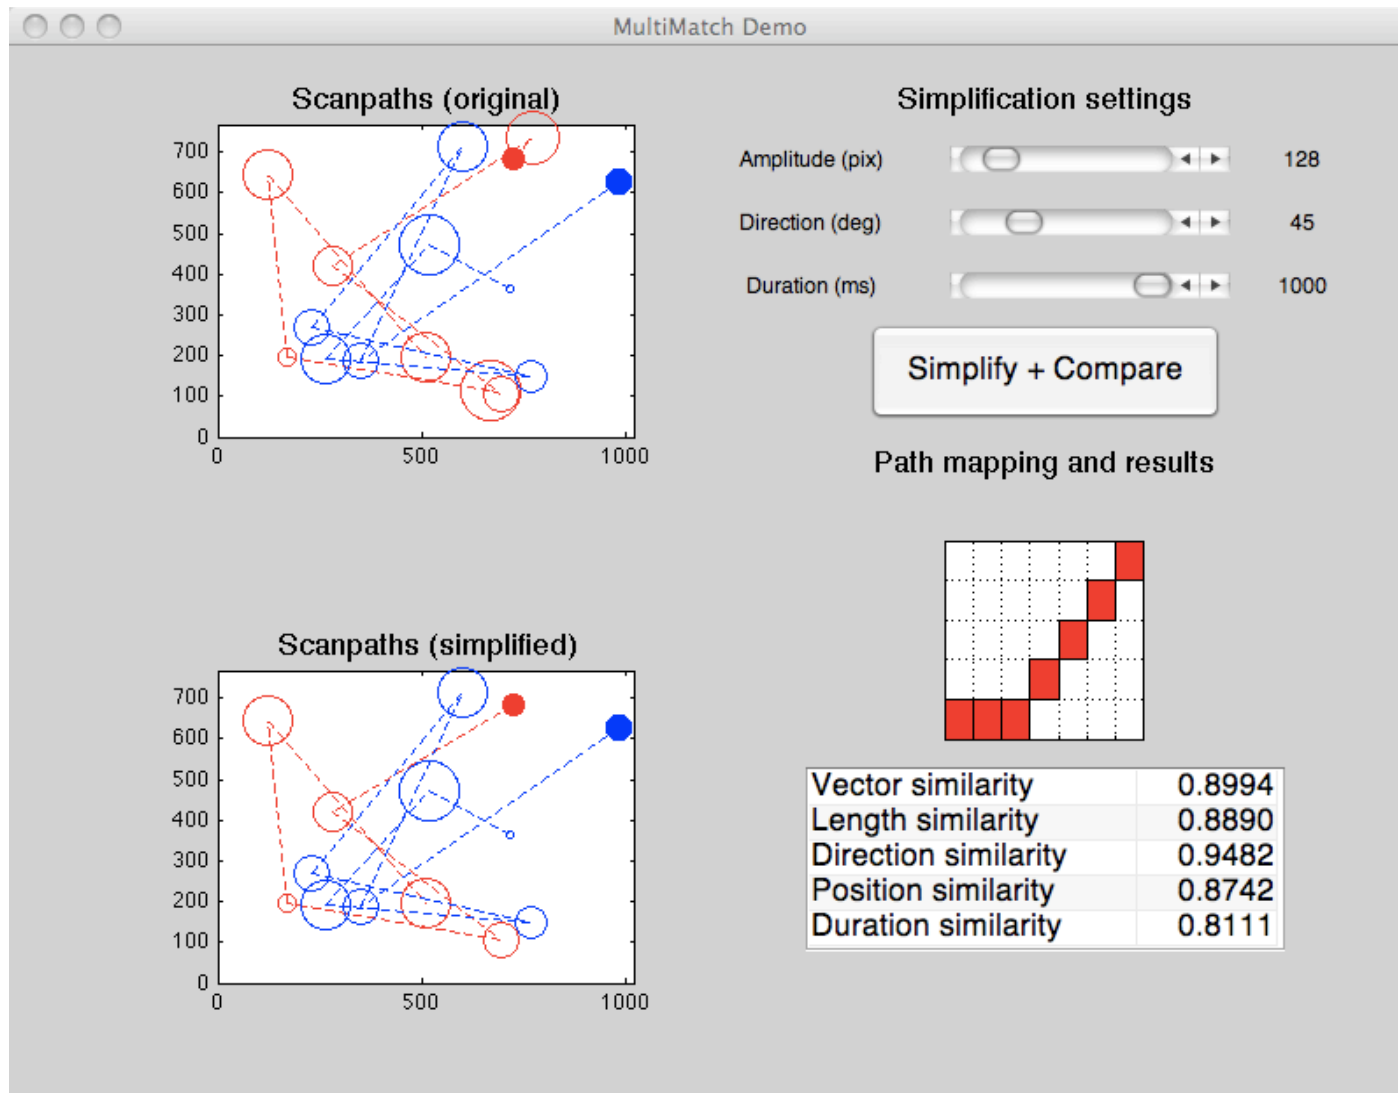 MultiMatch Demo
Scanpaths (original)
700
600
500
400
300
200
100
0
0 500 1000
Simplification settings
Amplitude (pix) 128
Direction (deg) 45
Duration (ms) 1000
Simplify + Compare
Path mapping and results
Scanpaths (simplified)
700
600
500
400
300
200
100
0
0 500 1000
Vector similarity 0.8994
Length similarity 0.8890
Direction similarity 0.9482
Position similarity 0.8742
Duration similarity 0.8111